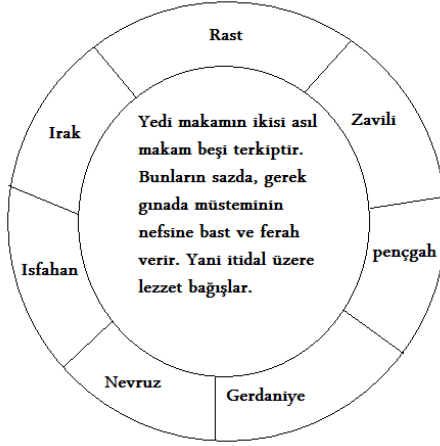 Rast
Zavili
pençgah
Gerdaniye
Nevruz
Isfahan
Irak
Yedi makamın ikisi asıl
makam beşi terkiptir.
Bunların sazda, gerek
gınada müsteminin
nefsine bast ve ferah
verir. Yani itidal üzere
lezzet bağışlar.